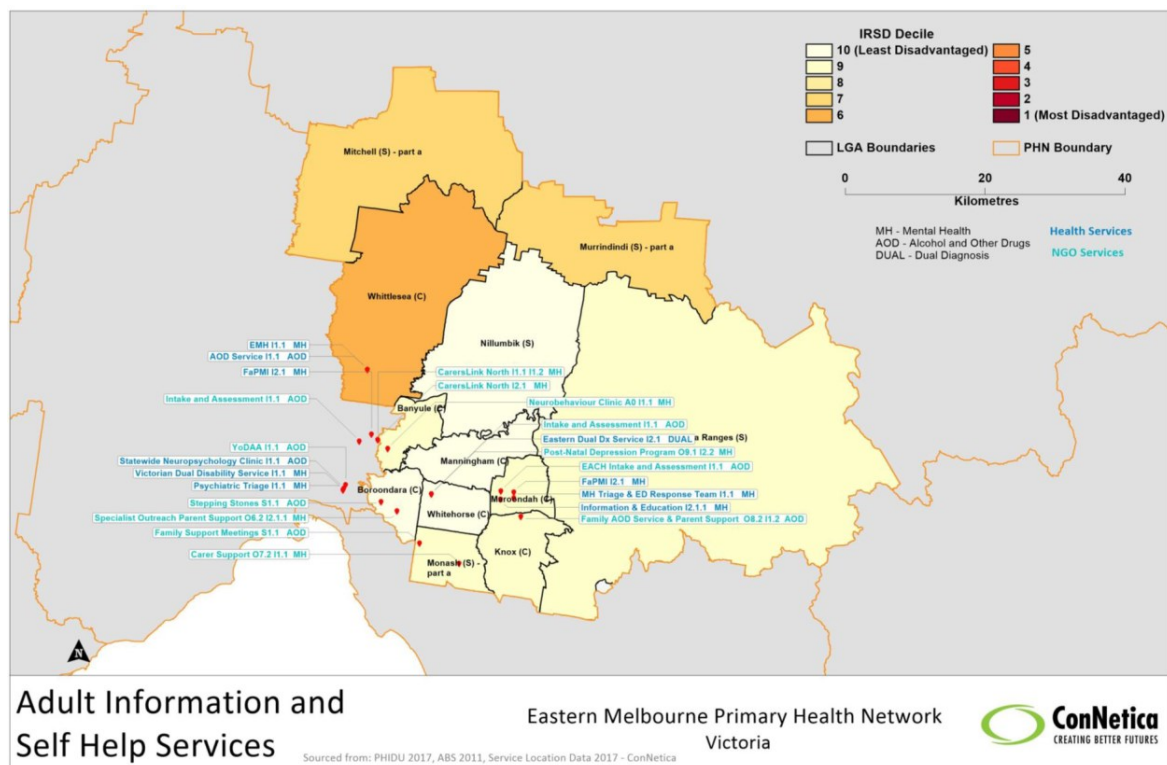 IRSD Decile
10 (Least Disadvantaged)
9
8
7
6
5
4
3
2
1 (Most Disadvantaged)
LGA Boundaries
PHN Boundary
0
20
40
Kilometres
MH - Mental Health
AOD - Alcohol and Other Drugs
DUAL - Dual Diagnosis
Health Services
NGO Services
Mitchell (S) - part a
Murrindindi (S) - part a
Whittlesea (C)
Nillumbik (S)
EMH I1.1 MH
AOD Service I1.1 AOD
FaPMI I2.1 MH
Intake and Assessment I1.1 AOD
YoDAA I1.1 AOD
Statewide Neuropsychology Clinic I1.1 AOD
Victorian Dual Disability Service I1.1 MH
Psychiatric Triage I1.1 MH
Stepping Stones S1.1 AOD
Specialist Outreach Parent Support O6.2 I2.1.1 MH
Family Support Meetings S1.1 AOD
Carer Support O7.2 I1.1 MH
CarersLink North I1.1 I1.2 MH
CarersLink North I2.1 MH
Neurobehaviour Clinic A0 I1.1 MH
Intake and Assessment I1.1 AOD
Eastern Dual Dx Service I2.1 DUAL
Post-Natal Depression Program O9.1 I2.2 MH
EACH Intake and Assessment I1.1 AOD
FaPMI I2.1 MH
MH Triage & ED Response Team I1.1 MH
Information & Education I2.1.1 MH
Family AOD Service & Parent Support O8.2 I1.2 AOD
Banyule (C)
a Ranges (S)
Manningham (C)
Boroondara (C)
Maroondah (C)
Whitehorse (C)
Knox (C)
Monash (S) -
part a
N
Adult Information and
Self Help Services
Sourced from: PHIDU 2017, ABS 2011, Service Location Data 2017 - ConNetica
Eastern Melbourne Primary Health Network
Victoria
ConNetica
CREATING BETTER FUTURES